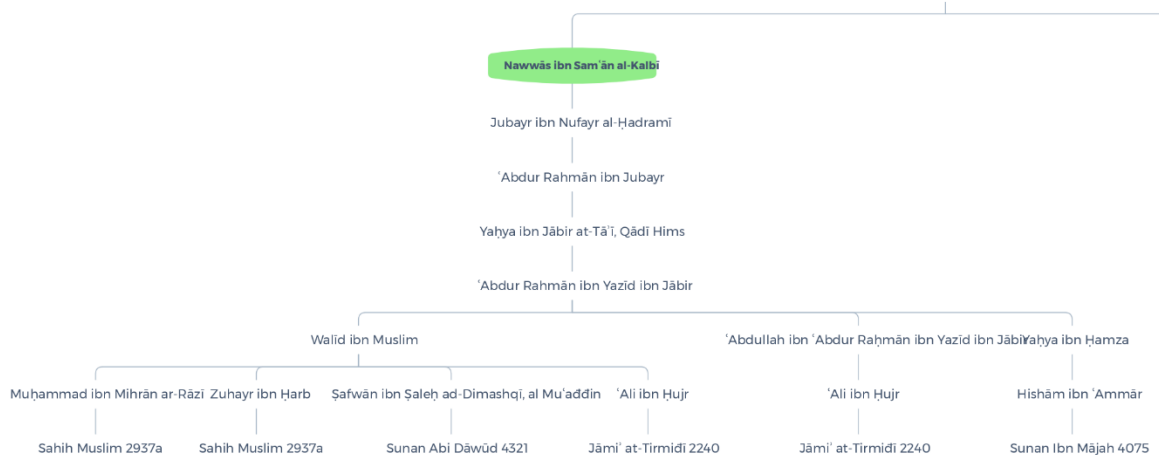 Nawwās ibn Samʿān al-Kalbī
Jubayr ibn Nufayr al-Ḥadramī
ʿAbdur Rahmān ibn Jubayr
Yaḥya ibn Jābir at-Tāʾī, Qādī Hims
ʿAbdur Rahmān ibn Yazīd ibn Jābir
Walīd ibn Muslim
ʿAbdullah ibn ʿAbdur Raḥmān ibn Yazīd ibn Jābir
Yaḥya ibn Ḥamza
Muḥammad ibn Mihrān ar-Rāzī
Zuhayr ibn Ḥarb
Ṣafwān ibn Ṣaleḥ ad-Dimashqī, al Muʾađđin
ʿAli ibn Ḥujr
ʿAli ibn Ḥujr
Hishām ibn ʿAmmār
Sahih Muslim 2937a
Sahih Muslim 2937a
Sunan Abi Dāwūd 4321
Jāmiʿ at-Tirmiđī 2240
Jāmiʿ at-Tirmiđī 2240
Sunan Ibn Mājah 4075